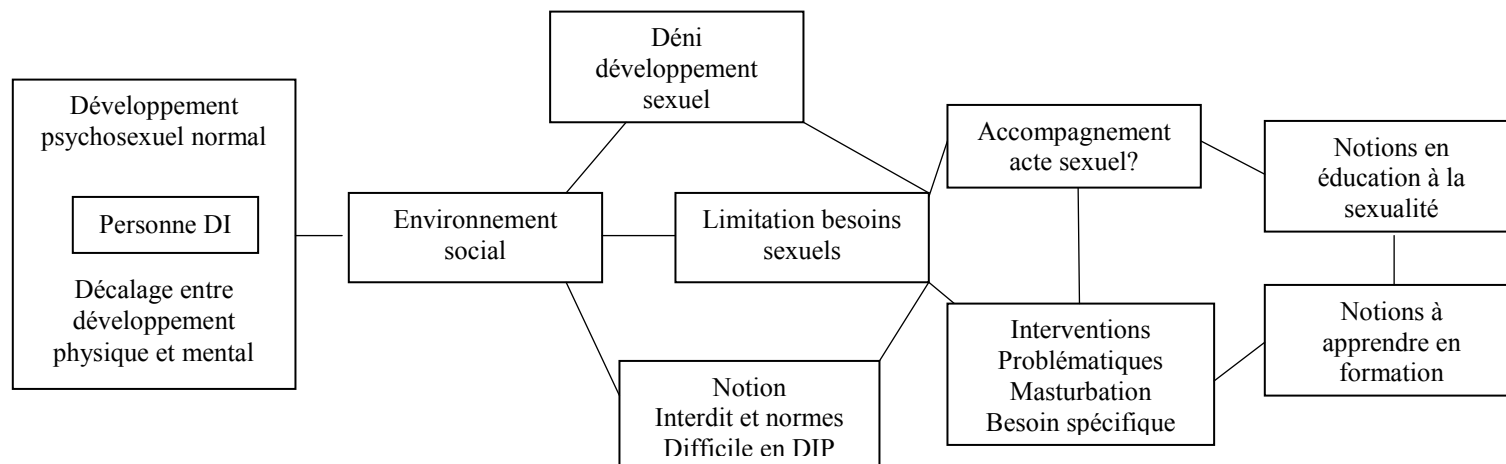 Développement
psychosexuel normal
Personne DI
Décalage entre
développement
physique et mental
Environnement
social
Déni
développement
sexuel
Limitation besoins
sexuels
Notion
Interdit et normes
Difficile en DIP
Accompagnement
acte sexuel?
Interventions
Problématiques
Masturbation
Besoin spécifique
Notions en
éducation à la
sexualité
Notions à
apprendre en
formation